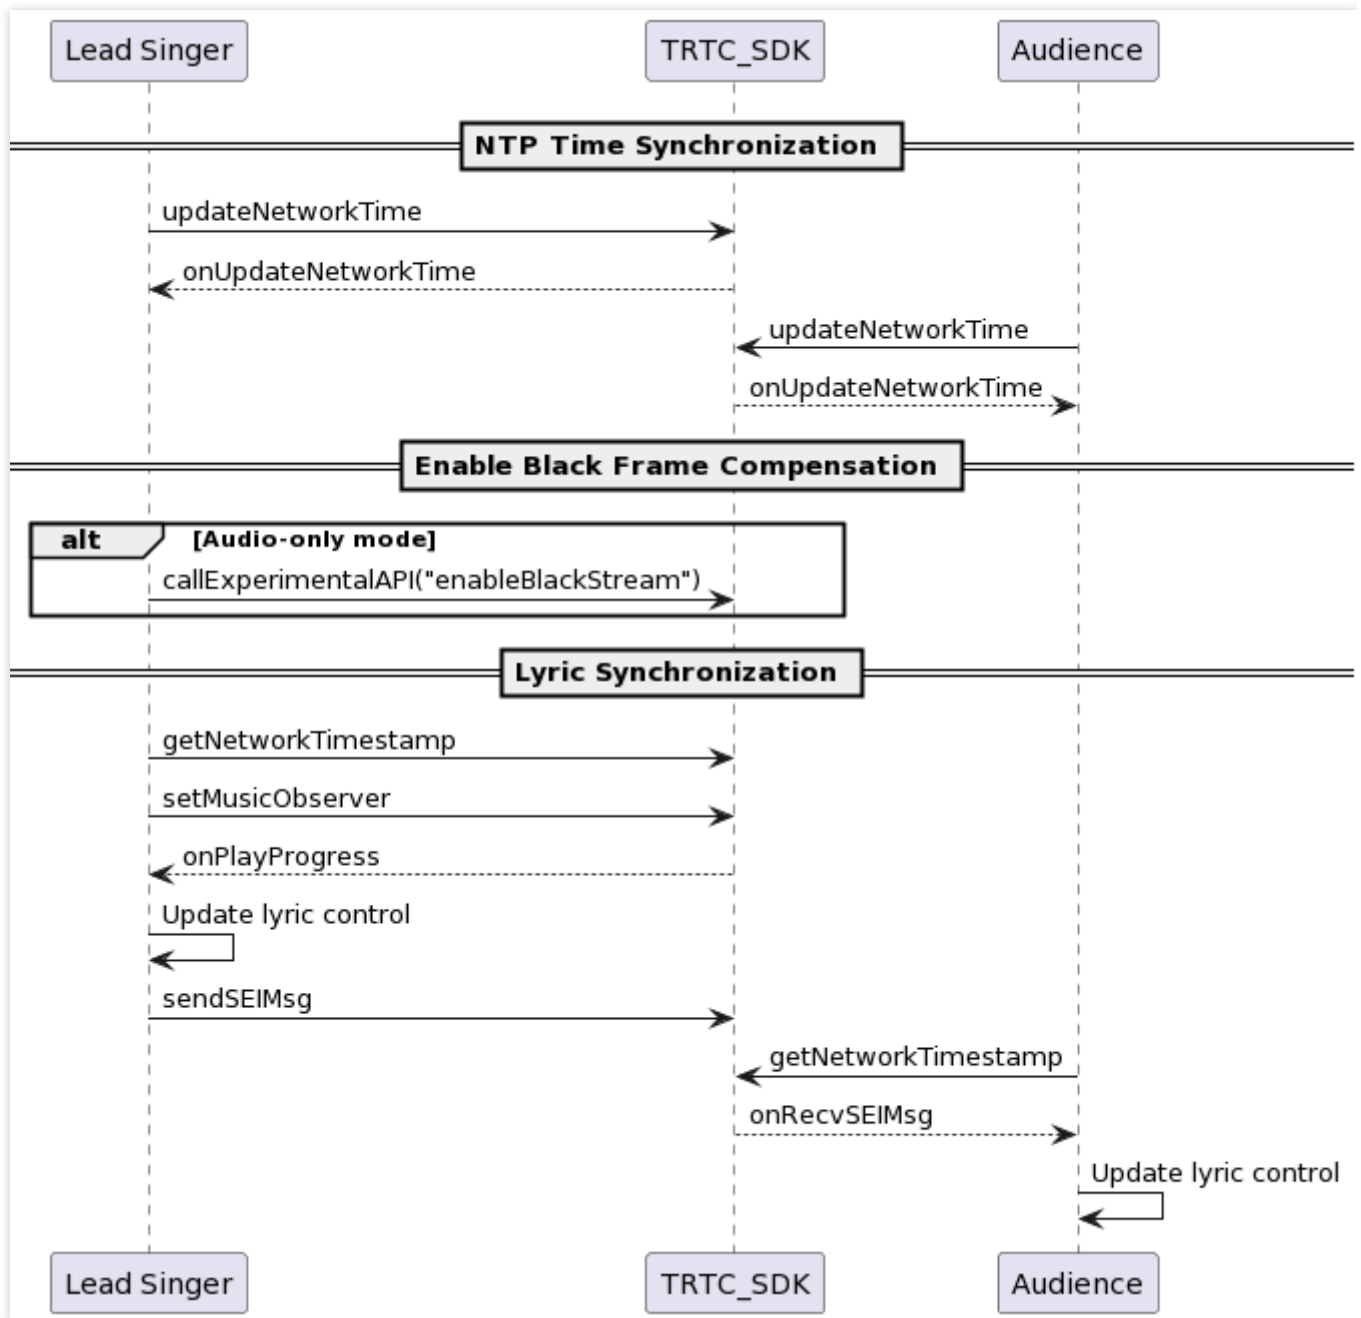 Lead Singer TRTC_SDK Audience
NTP Time Synchronization
updateNetworkTime
onUpdateNetworkTime
updateNetworkTime
onUpdateNetworkTime
Enable Black Frame Compensation
alt [Audio-only mode]
callExperimentalAPI("enableBlackStream")
Lyric Synchronization
getNetworkTimestamp
setMusicObserver
onPlayProgress
Update lyric control
sendSEIMsg
getNetworkTimestamp
onRecvSEIMsg
Update lyric control
Lead Singer TRTC_SDK Audience